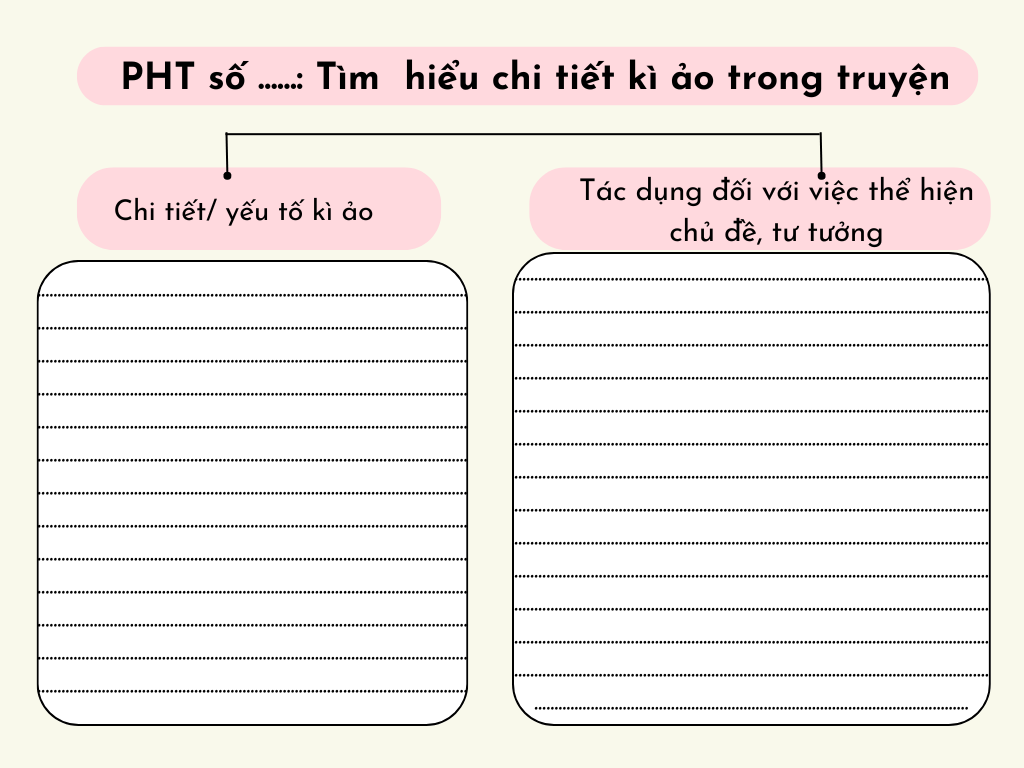 PHT số ......: Tìm hiểu chi tiết kì ảo trong truyện
Chi tiết/ yếu tố kì ảo
Tác dụng đối với việc thể hiện
chủ đề, tư tưởng